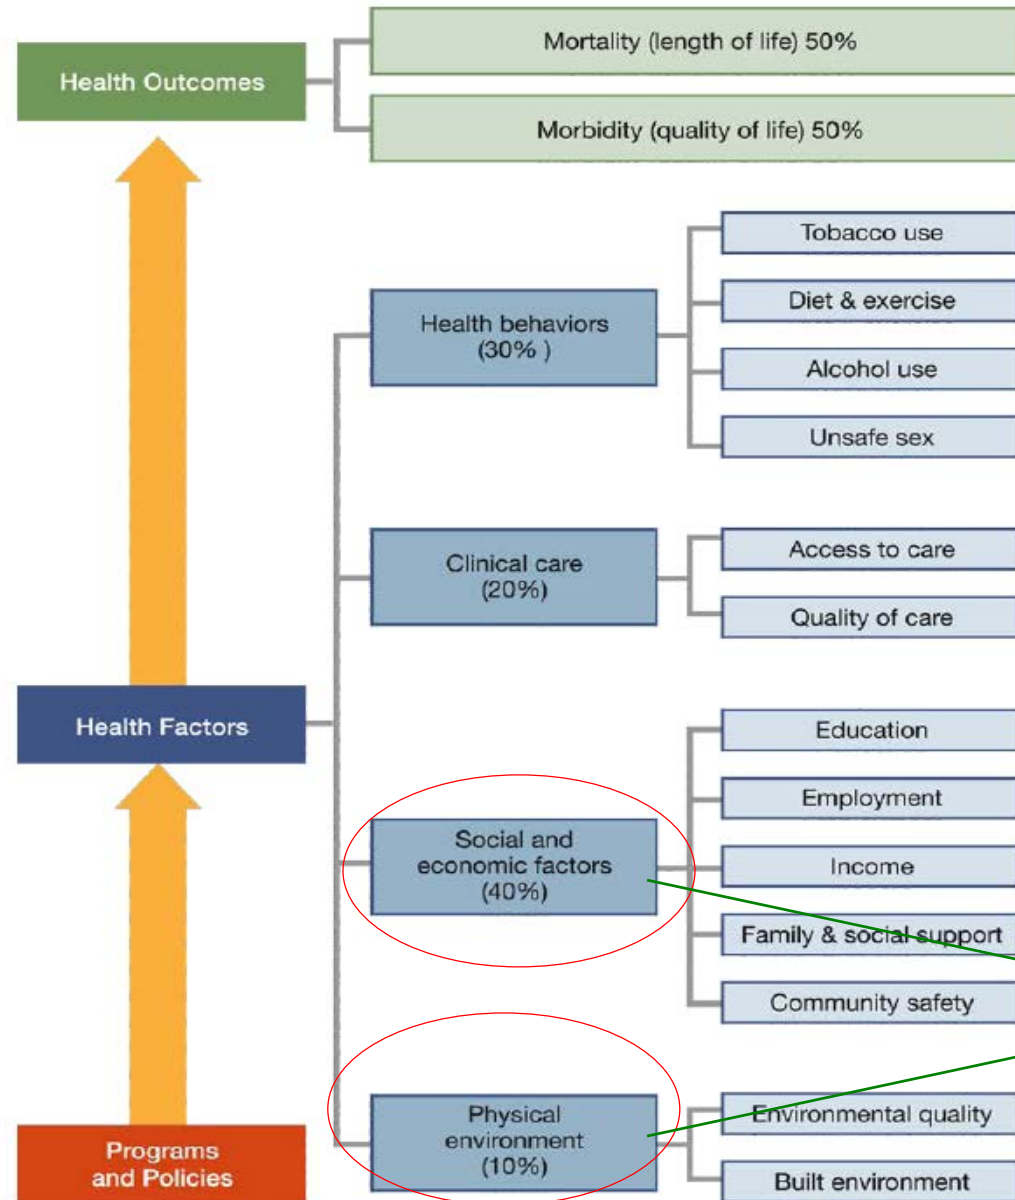 Health Outcomes
Mortality (length of life) 50%
Morbidity (quality of life) 50%
Health Factors
Health behaviors
(30% )
Tobacco use
Diet & exercise
Alcohol use
Unsafe sex
Clinical care
(20%)
Access to care
Quality of care
Social and
economic factors
(40%)
Education
Employment
Income
Family & social support
Community safety
Physical
environment
(10%)
Environmental quality
Built environment
Programs
and Policies